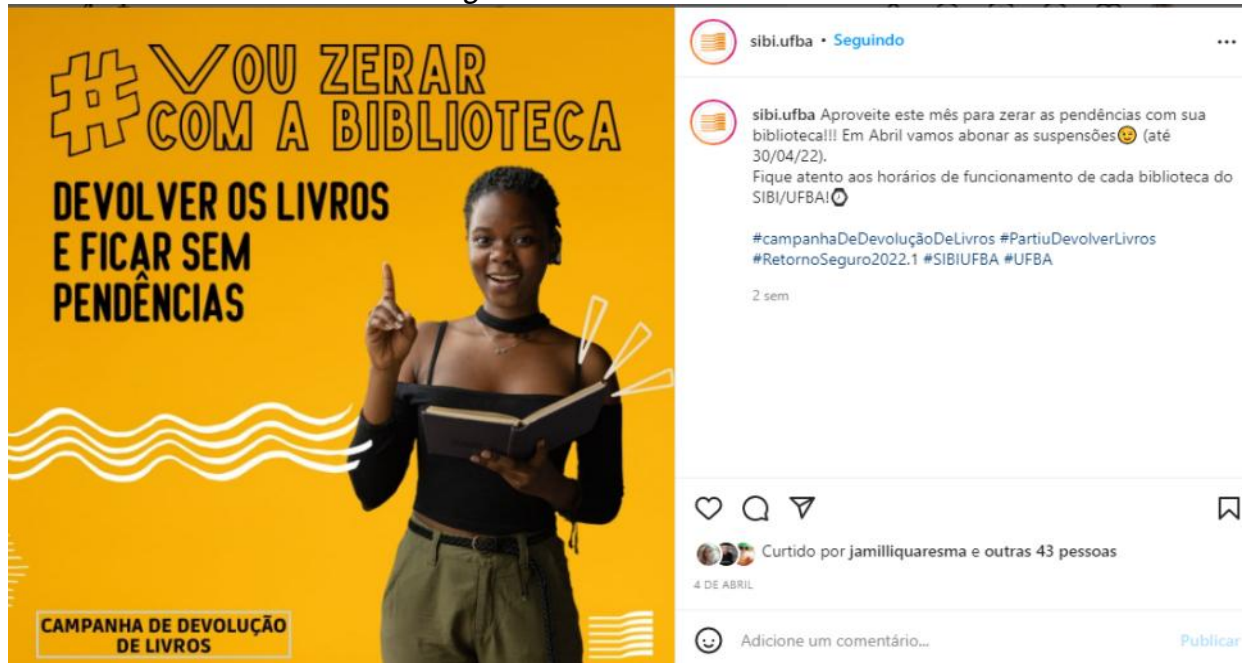 #VOU ZERAR
COM A BIBLIOTECA
DEVOLVER OS LIVROS
E FICAR SEM
PENDÊNCIAS
CAMPANHA DE DEVOLUÇÃO
DE LIVROS
sibi.ufba • Seguindo
sibi.ufba Aproveite este mês para zerar as pendências com sua
biblioteca!!! Em Abril vamos abonar as suspensões😉 (até
30/04/22).
Fique atento aos horários de funcionamento de cada biblioteca do
SIBI/UFBA!⌚
#campanhaDeDevoluçãoDeLivros #PartiuDevolverLivros
#RetornoSeguro2022.1 #SIBIUFBA #UFBA
2 sem
Curtido por jamilliquaresma e outras 43 pessoas
4 DE ABRIL
Adicione um comentário... Publicar